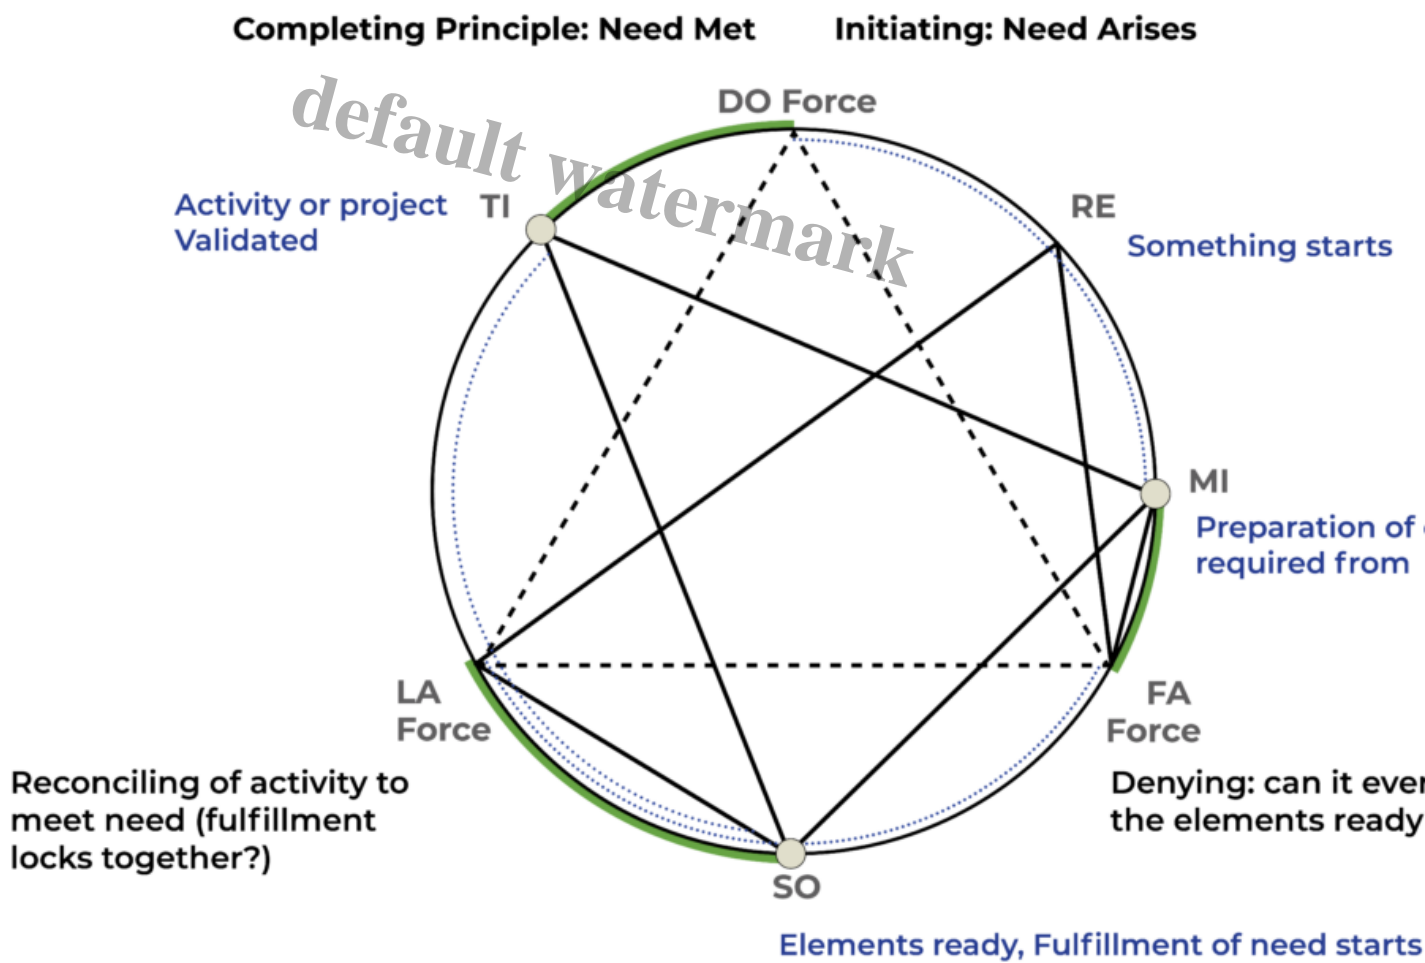 Completing Principle: Need Met
Initiating: Need Arises
DO Force
default watermark
TI
Activity or project
Validated
RE
Something starts
MI
Preparation of
required from
LA
Force
FA
Force
Reconciling of activity to
meet need (fulfillment
locks together?)
Denying: can it ever
the elements ready
SO
Elements ready, Fulfillment of need starts